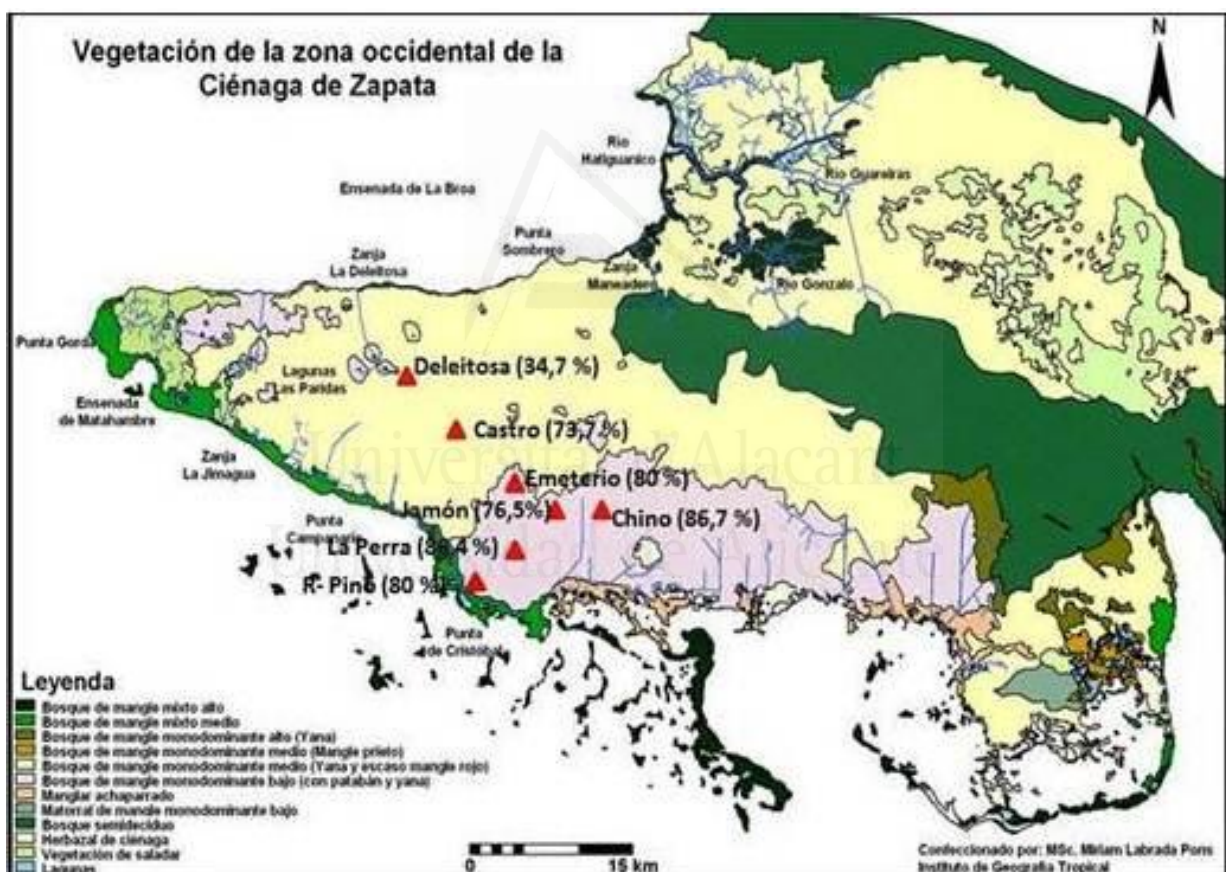 Vegetación de la zona occidental de la
Ciénaga de Zapata
N
Río
Hatiguanico
Río Guareiras
Ensenada de La Broa
Punta
Sombrero
Zanja
La Deleitosa
Zanja
Maneadero
Río Gonzalo
Punta Gorda
Lagunas
Las Paridas
Deleitosa (34,7 %)
Ensenada
de Matahambre
Castro (73,7 %)
Zanja
La Jimagua
Emeterio (80 %)
Jamón (76,5%)
Chino (86,7 %)
Punta
La Perra
R- Pino (80 %)
Punta
de Cristóbal
Universitat d'Alacant
Universidad de Alicante
Leyenda
Bosque de mangle mixto alto
Bosque de mangle mixto medio
Bosque de mangle monodominante alto (Yana)
Bosque de mangle monodominante medio (Mangle prieto)
Bosque de mangle monodominante medio (Yana y escaso mangle rojo)
Bosque de mangle monodominante bajo (con patabán y yana)
Manglar achaparrado
Matorral de mangle monodominante bajo
Bosque semideciduo
Herbazal de ciénaga
Vegetación de saladar
Lagunas
0 15 km
Confeccionado por: MSc. Miriam Labrada Pons
Instituto de Geografía Tropical